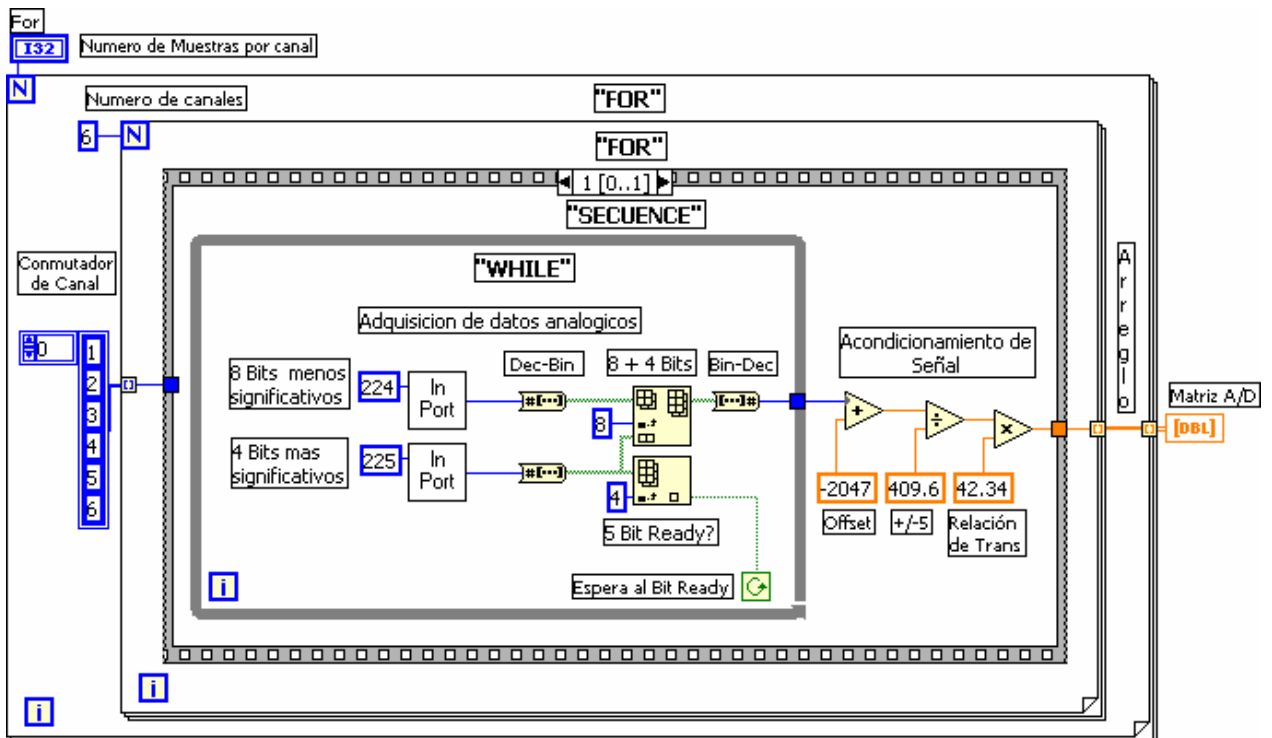 For
I32
Numero de Muestras por canal
N
Numero de canales
"FOR"
6
N
"FOR"
1 [0..1]
"SECUENCE"
"WHILE"
Conmutador
de Canal
Adquisicion de datos analogicos
0
1
2
3
4
5
6
8 Bits menos
significativos
224
In
Port
Dec-Bin
#[...]
8 + 4 Bits
8
Bin-Dec
[...]#
4 Bits mas
significativos
225
In
Port
#[...]
4
5 Bit Ready?
Espera al Bit Ready
i
Acondicionamiento de
Señal
+
÷
x
-2047
409.6
42.34
Offset
+/-5
Relación
de Trans
Arreglo
Matriz A/D
[DBL]
i
i